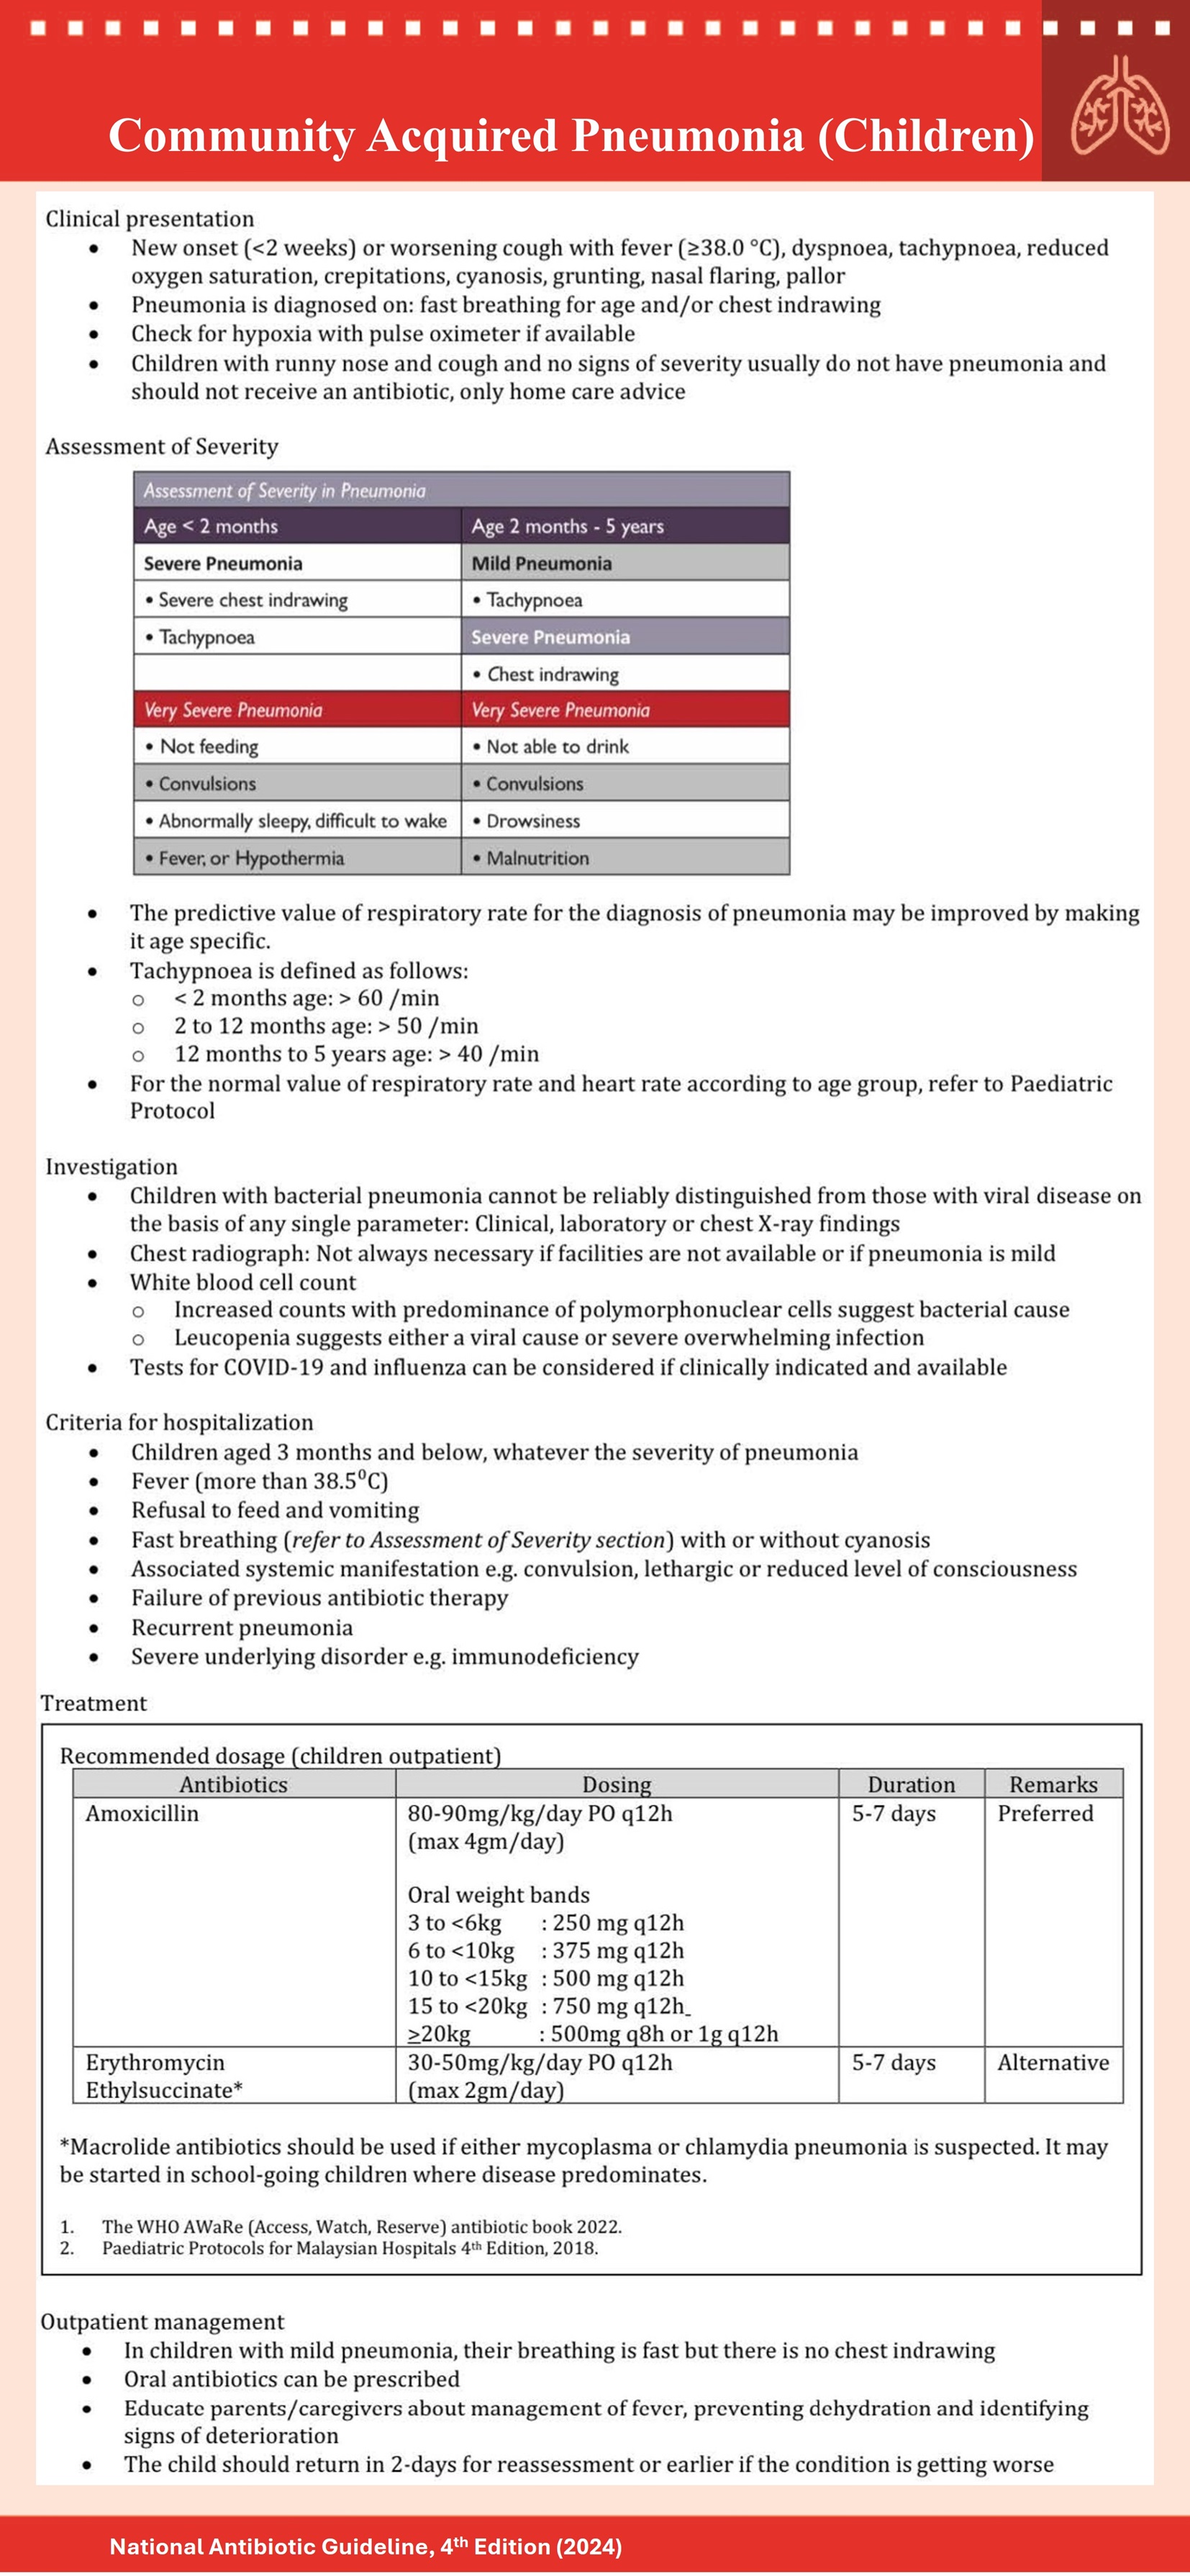 Community Acquired Pneumonia (Children)
Clinical presentation
• New onset (<2 weeks) or worsening cough with fever (≥38.0 °C), dyspnoea, tachypnoea, reduced
oxygen saturation, crepitations, cyanosis, grunting, nasal flaring, pallor
• Pneumonia is diagnosed on: fast breathing for age and/or chest indrawing
• Check for hypoxia with pulse oximeter if available
• Children with runny nose and cough and no signs of severity usually do not have pneumonia and
should not receive an antibiotic, only home care advice
Assessment of Severity
Assessment of Severity in Pneumonia
Age < 2 months Age 2 months - 5 years
Severe Pneumonia Mild Pneumonia
• Severe chest indrawing • Tachypnoea
• Tachypnoea Severe Pneumonia
• Chest indrawing
Very Severe Pneumonia Very Severe Pneumonia
• Not feeding • Not able to drink
• Convulsions • Convulsions
• Abnormally sleepy, difficult to wake • Drowsiness
• Fever, or Hypothermia • Malnutrition
• The predictive value of respiratory rate for the diagnosis of pneumonia may be improved by making
it age specific.
• Tachypnoea is defined as follows:
o < 2 months age: > 60 /min
o 2 to 12 months age: > 50 /min
o 12 months to 5 years age: > 40 /min
• For the normal value of respiratory rate and heart rate according to age group, refer to Paediatric
Protocol
Investigation
• Children with bacterial pneumonia cannot be reliably distinguished from those with viral disease on
the basis of any single parameter: Clinical, laboratory or chest X-ray findings
• Chest radiograph: Not always necessary if facilities are not available or if pneumonia is mild
• White blood cell count
o Increased counts with predominance of polymorphonuclear cells suggest bacterial cause
o Leucopenia suggests either a viral cause or severe overwhelming infection
• Tests for COVID-19 and influenza can be considered if clinically indicated and available
Criteria for hospitalization
• Children aged 3 months and below, whatever the severity of pneumonia
• Fever (more than 38.5⁰C)
• Refusal to feed and vomiting
• Fast breathing (refer to Assessment of Severity section) with or without cyanosis
• Associated systemic manifestation e.g. convulsion, lethargic or reduced level of consciousness
• Failure of previous antibiotic therapy
• Recurrent pneumonia
• Severe underlying disorder e.g. immunodeficiency
Treatment
Recommended dosage (children outpatient)
Antibiotics Dosing Duration Remarks
Amoxicillin 80-90mg/kg/day PO q12h 5-7 days Preferred
(max 4gm/day)
Oral weight bands
3 to <6kg : 250 mg q12h
6 to <10kg : 375 mg q12h
10 to <15kg : 500 mg q12h
15 to <20kg : 750 mg q12h
≥20kg : 500mg q8h or 1g q12h
Erythromycin 30-50mg/kg/day PO q12h 5-7 days Alternative
Ethylsuccinate* (max 2gm/day)
*Macrolide antibiotics should be used if either mycoplasma or chlamydia pneumonia is suspected. It may
be started in school-going children where disease predominates.
1. The WHO AWaRe (Access, Watch, Reserve) antibiotic book 2022.
2. Paediatric Protocols for Malaysian Hospitals 4th Edition, 2018.
Outpatient management
• In children with mild pneumonia, their breathing is fast but there is no chest indrawing
• Oral antibiotics can be prescribed
• Educate parents/caregivers about management of fever, preventing dehydration and identifying
signs of deterioration
• The child should return in 2-days for reassessment or earlier if the condition is getting worse
National Antibiotic Guideline, 4th Edition (2024)